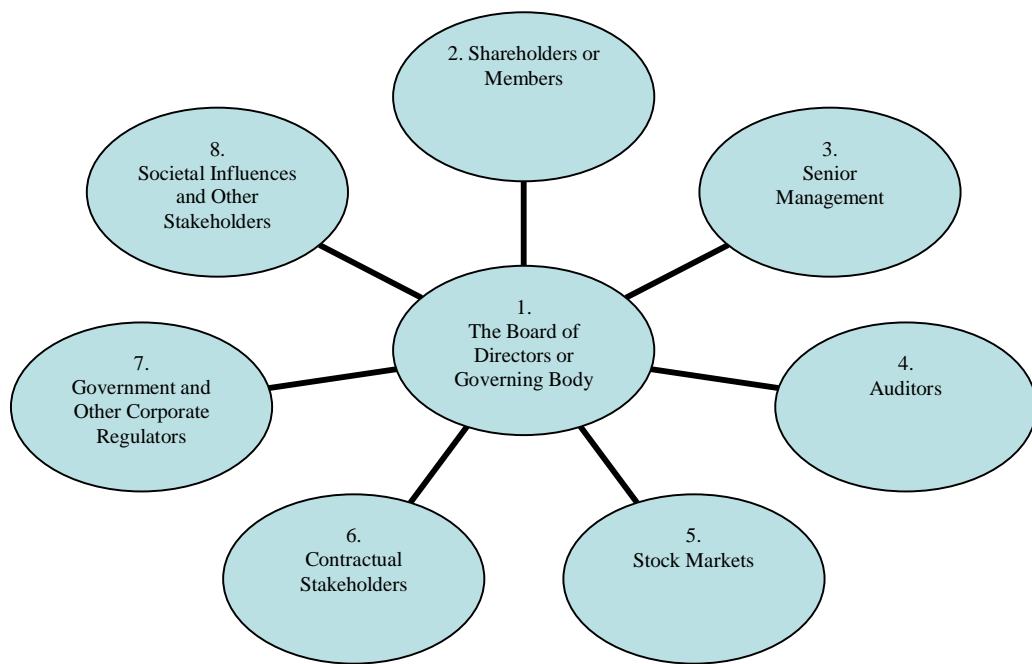 1.
The Board of
Directors or
Governing Body
2. Shareholders or
Members
3.
Senior
Management
4.
Auditors
5.
Stock Markets
6.
Contractual
Stakeholders
7.
Government and
Other Corporate
Regulators
8.
Societal Influences
and Other
Stakeholders